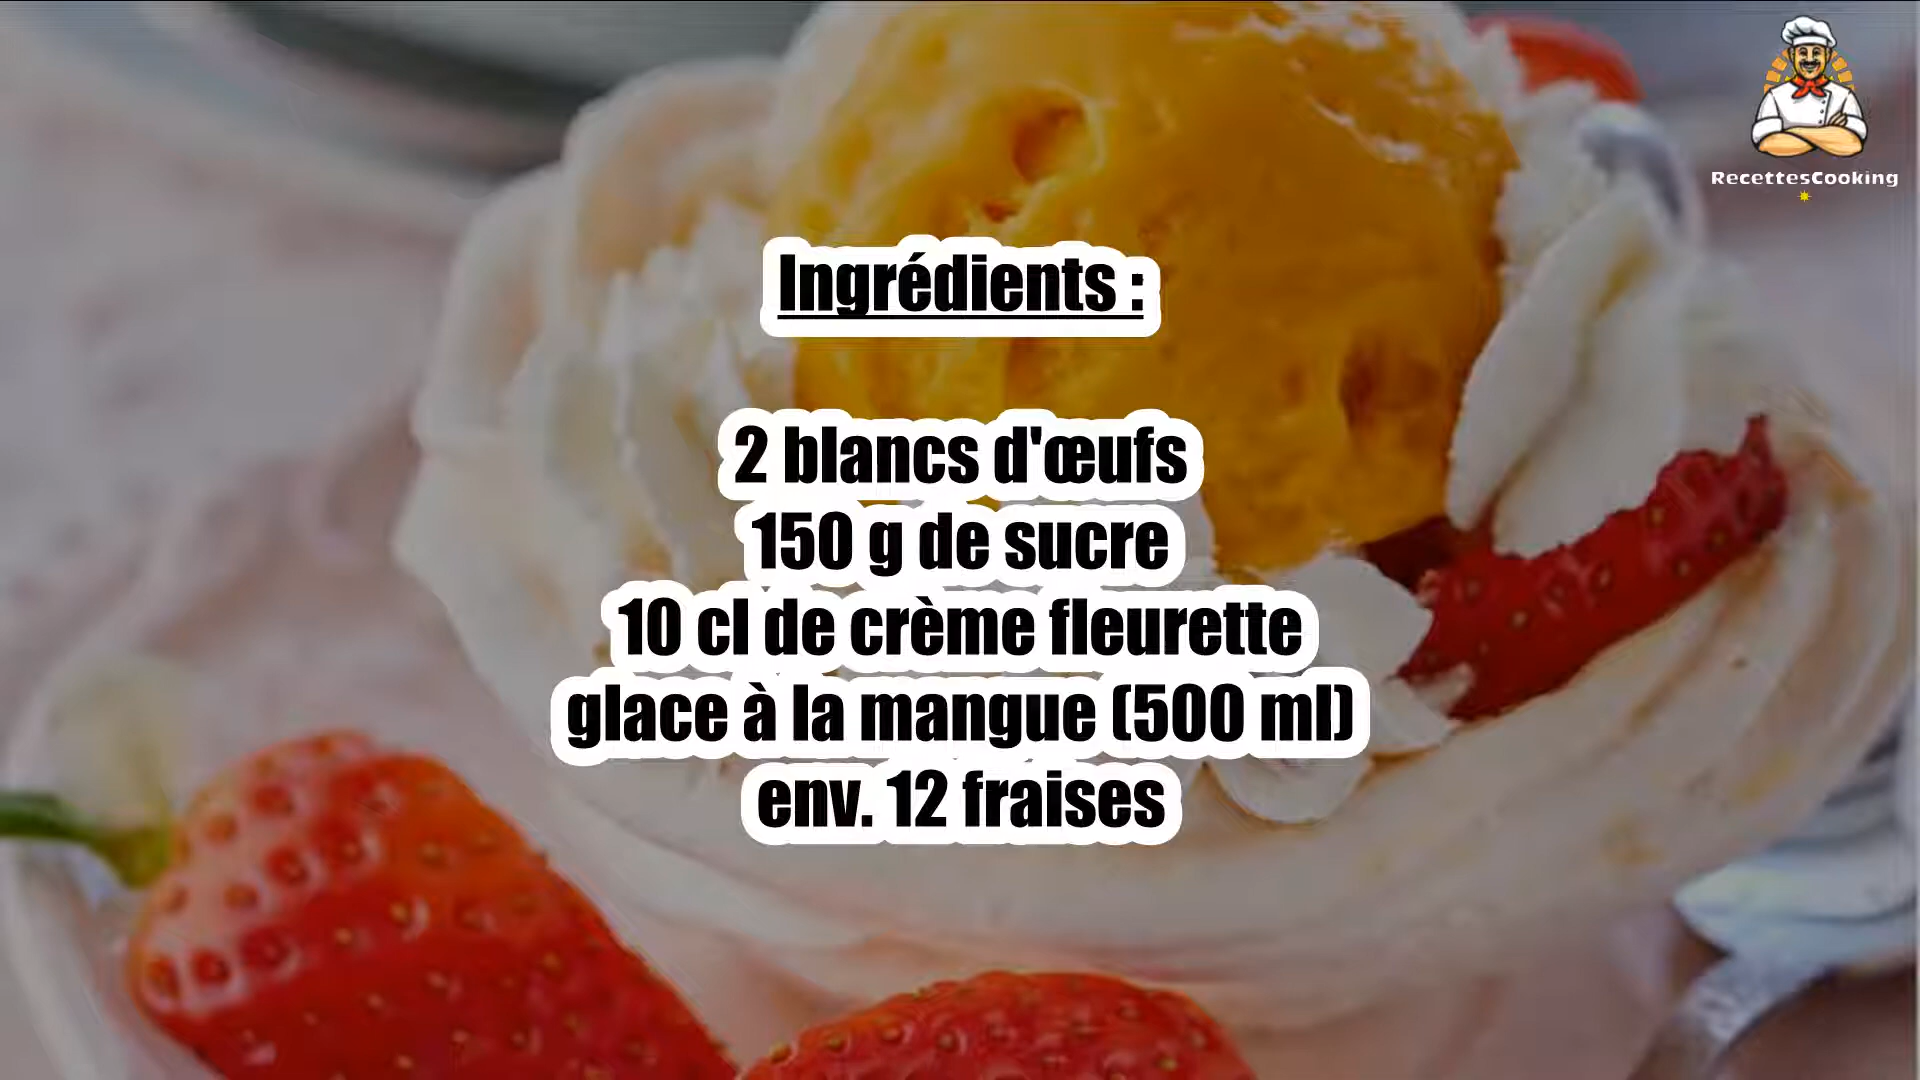 RecettesCooking
Ingrédients :
2 blancs d'œufs
150 g de sucre
10 cl de crème fleurette
glace à la mangue (500 ml)
env. 12 fraises